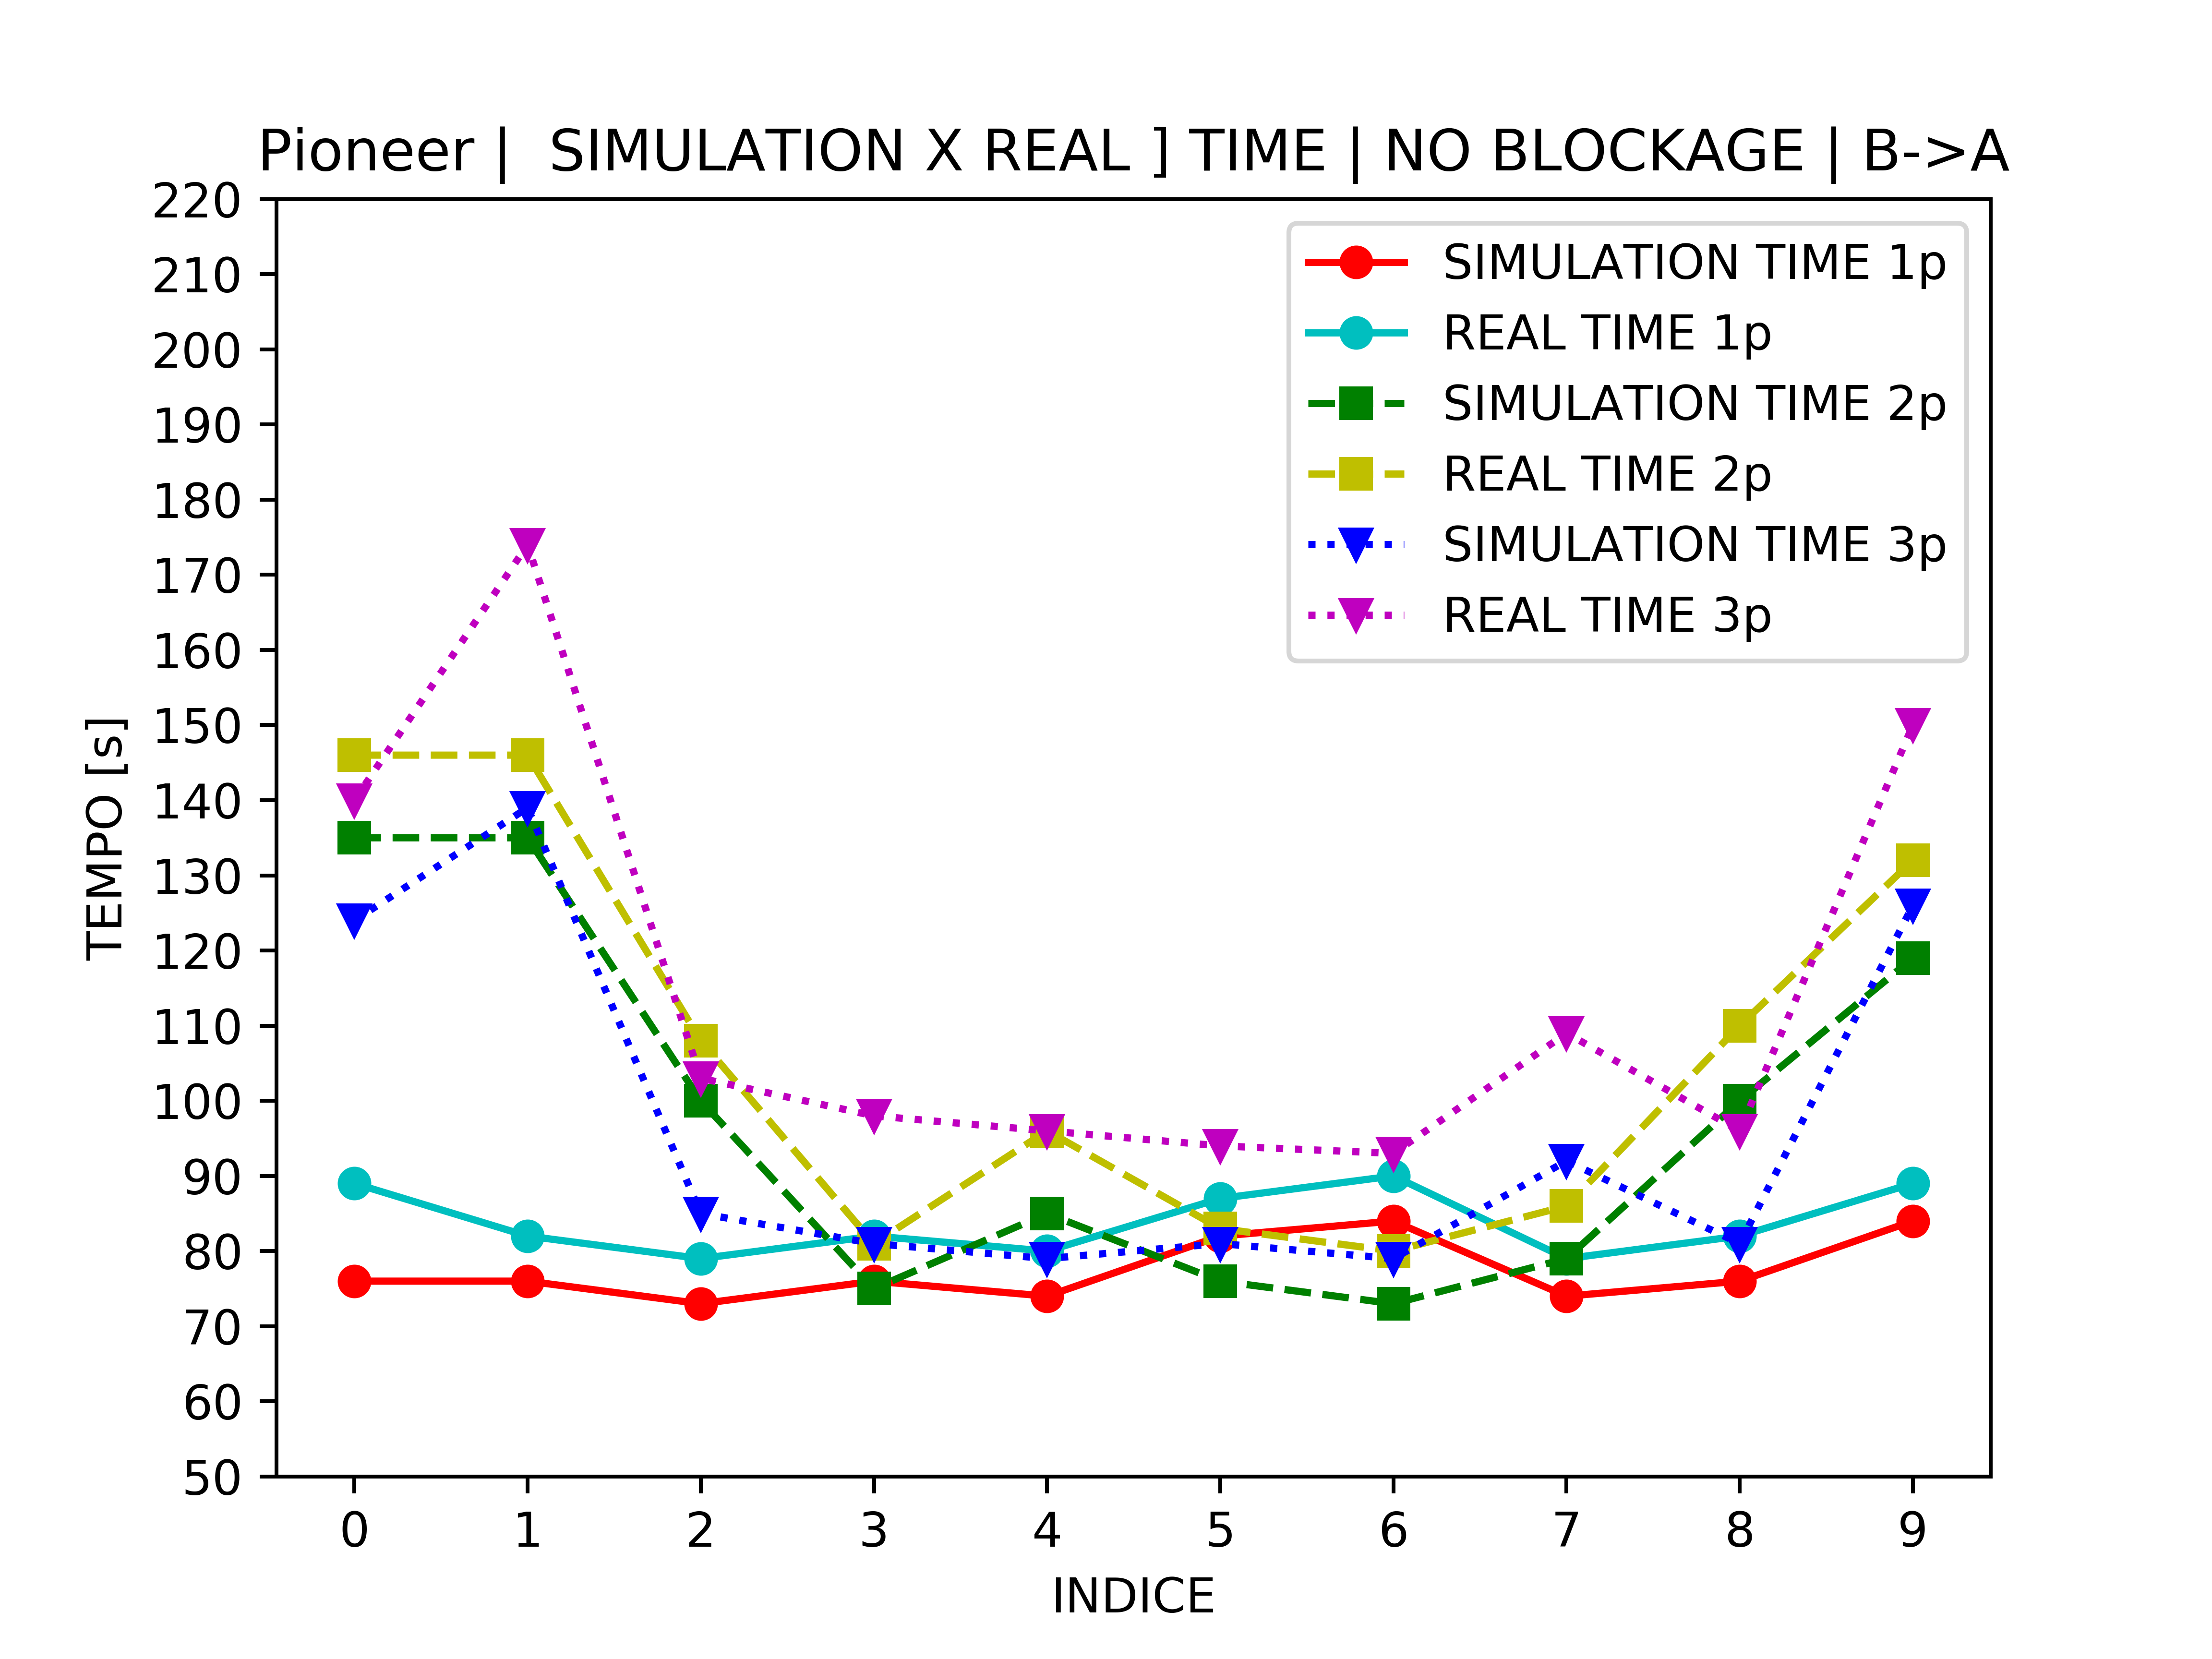 Pioneer |  SIMULATION X REAL ] TIME | NO BLOCKAGE | B->A
220
210
200
190
180
170
160
150
140
130
120
110
100
90
80
70
60
50
TEMPO [s]
SIMULATION TIME 1p
REAL TIME 1p
SIMULATION TIME 2p
REAL TIME 2p
SIMULATION TIME 3p
REAL TIME 3p
0 1 2 3 4 5 6 7 8 9
INDICE